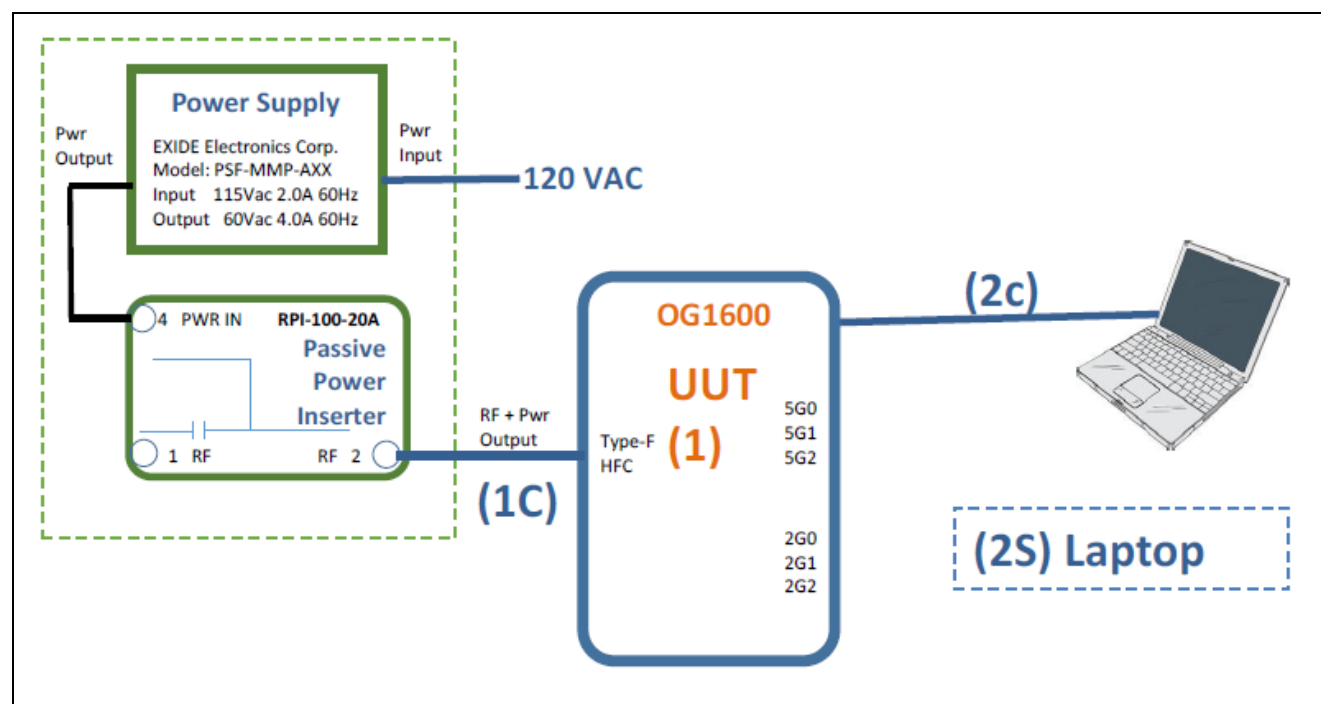 Power Supply
EXIDE Electronics Corp.
Model: PSF-MMP-AXX
Input 115Vac 2.0A 60Hz
Output 60Vac 4.0A 60Hz
Pwr
Output
Pwr
Input
120 VAC
4 PWR IN RPI-100-20A
Passive
Power
Inserter
1 RF RF 2
RF + Pwr
Output
(1C)
OG1600
UUT
(1)
Type-F
HFC
5G0
5G1
5G2
2G0
2G1
2G2
(2c)
(2S) Laptop